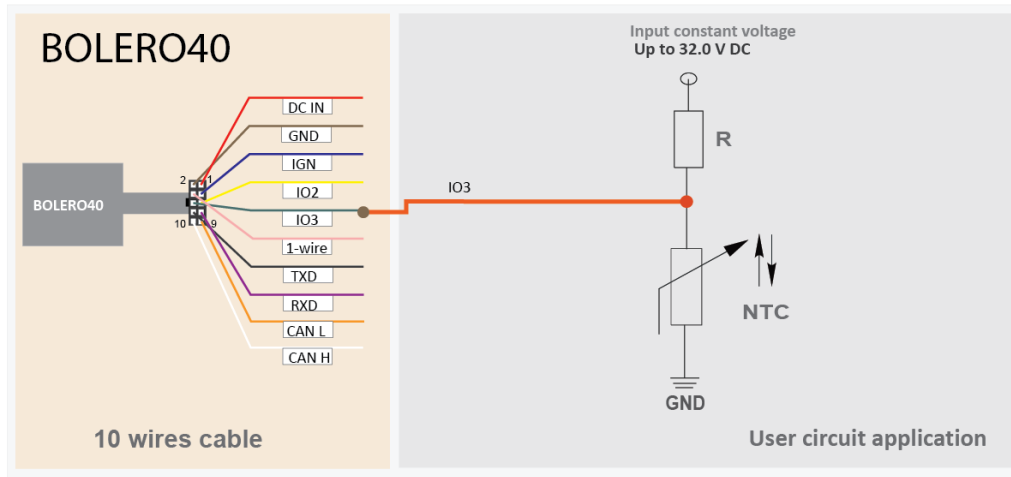 BOLERO40
BOLERO40
2
1
10
9
DC IN
GND
IGN
IO2
IO3
1-wire
TXD
RXD
CAN L
CAN H
10 wires cable
IO3
Input constant voltage
Up to 32.0 V DC
R
NTC
GND
User circuit application